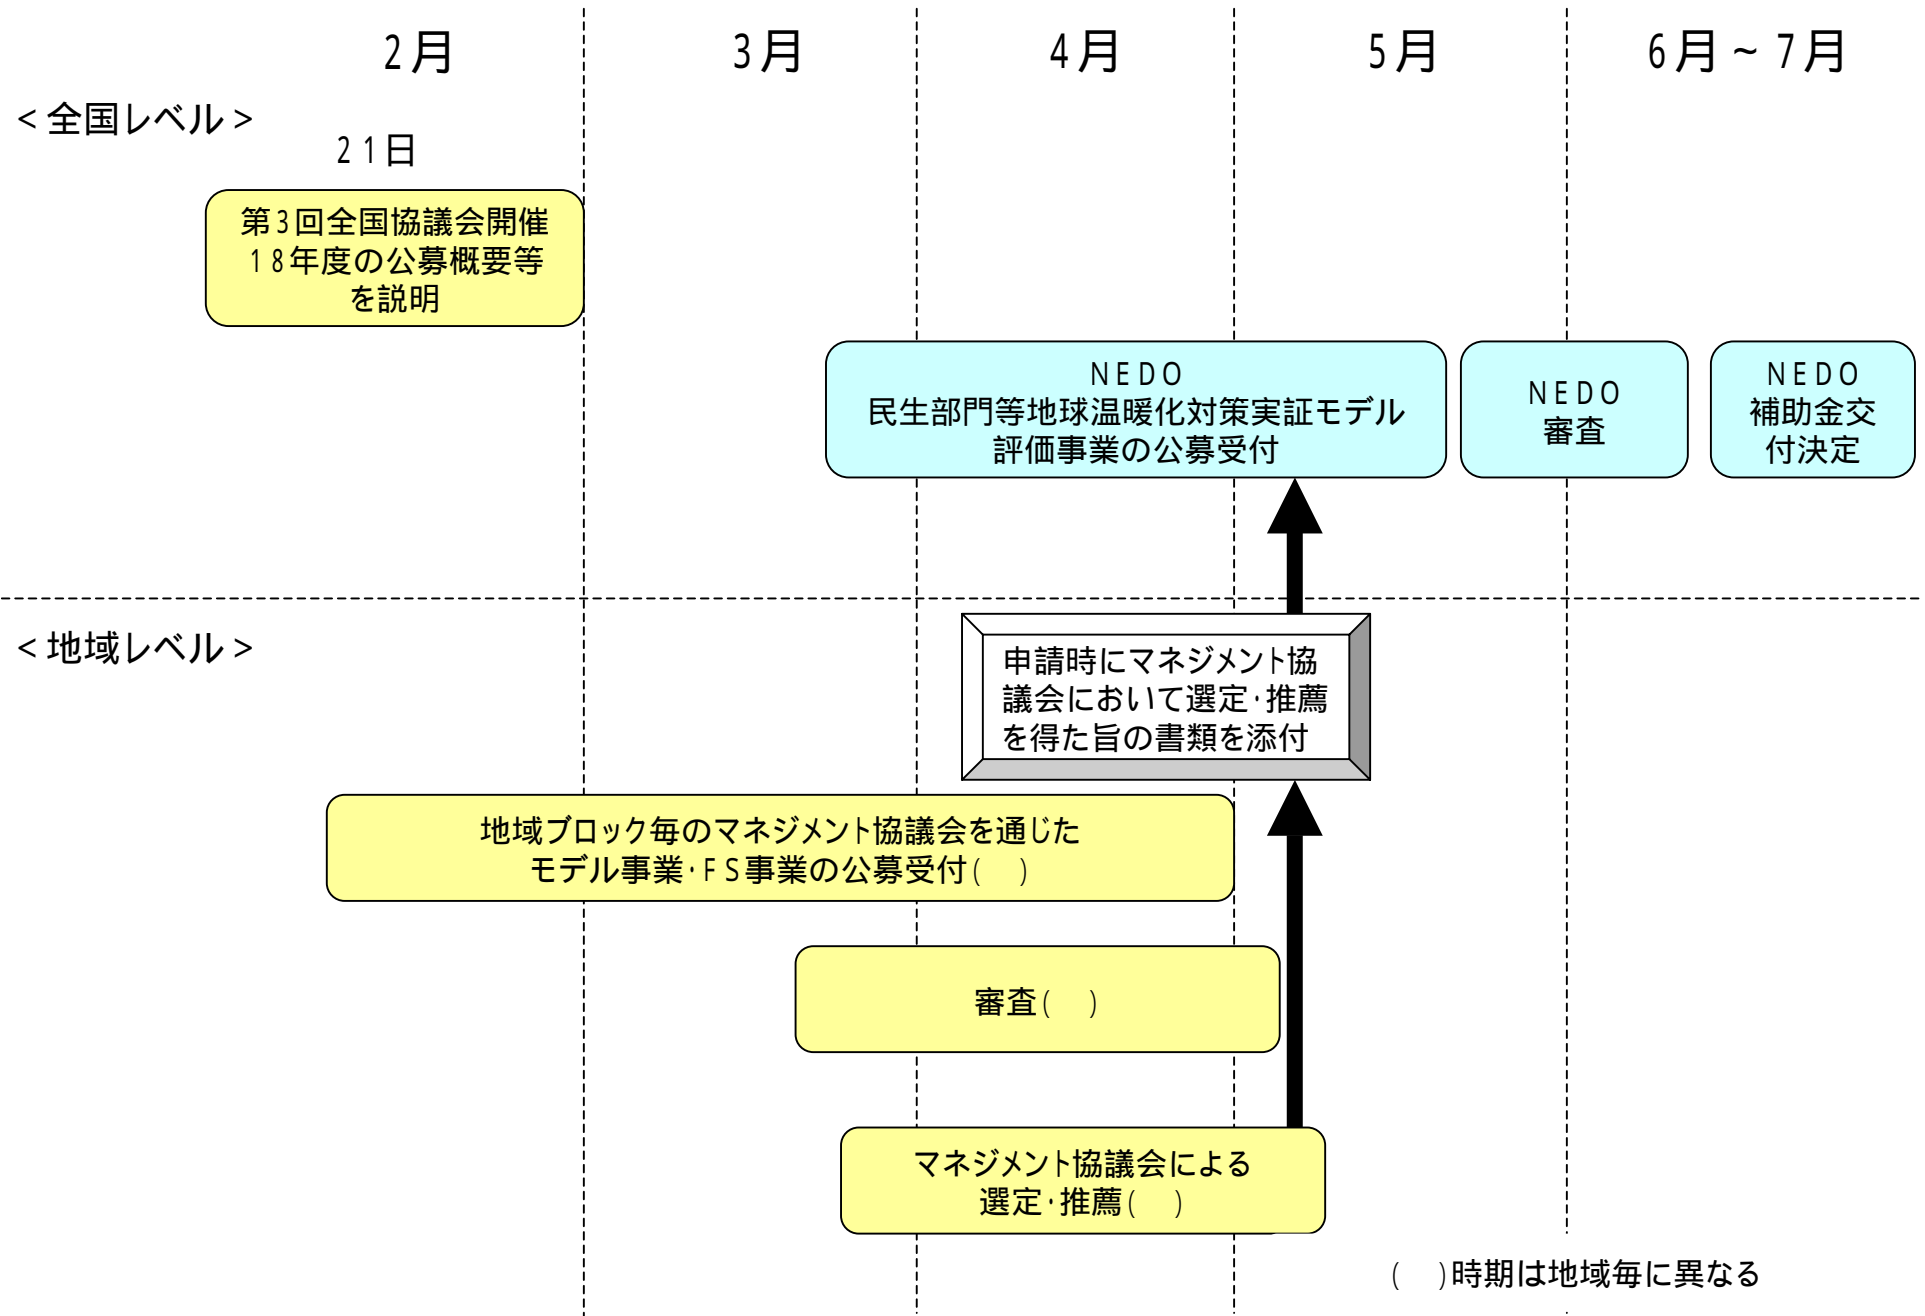 2月
3月
4月
5月
6月~7月
<全国レベル>
21日
第3回全国協議会開催
18年度の公募概要等
を説明
NEDO
民生部門等地球温暖化対策実証モデル
評価事業の公募受付
NEDO
審査
NEDO
補助金交
付決定
<地域レベル>
申請時にマネジメント協
議会において選定・推薦
を得た旨の書類を添付
地域ブロック毎のマネジメント協議会を通じた
モデル事業・FS事業の公募受付(　)
審査(　)
マネジメント協議会による
選定・推薦(　)
(　)時期は地域毎に異なる